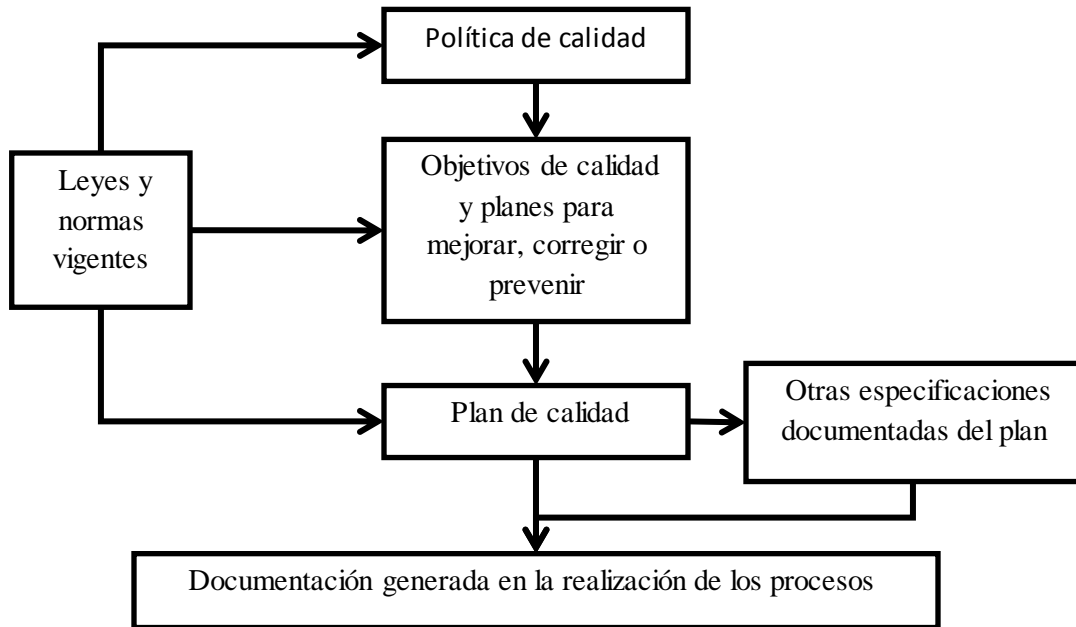 Política de calidad
Leyes y
normas
vigentes
Objetivos de calidad
y planes para
mejorar, corregir o
prevenir
Plan de calidad
Otras especificaciones
documentadas del plan
Documentación generada en la realización de los procesos